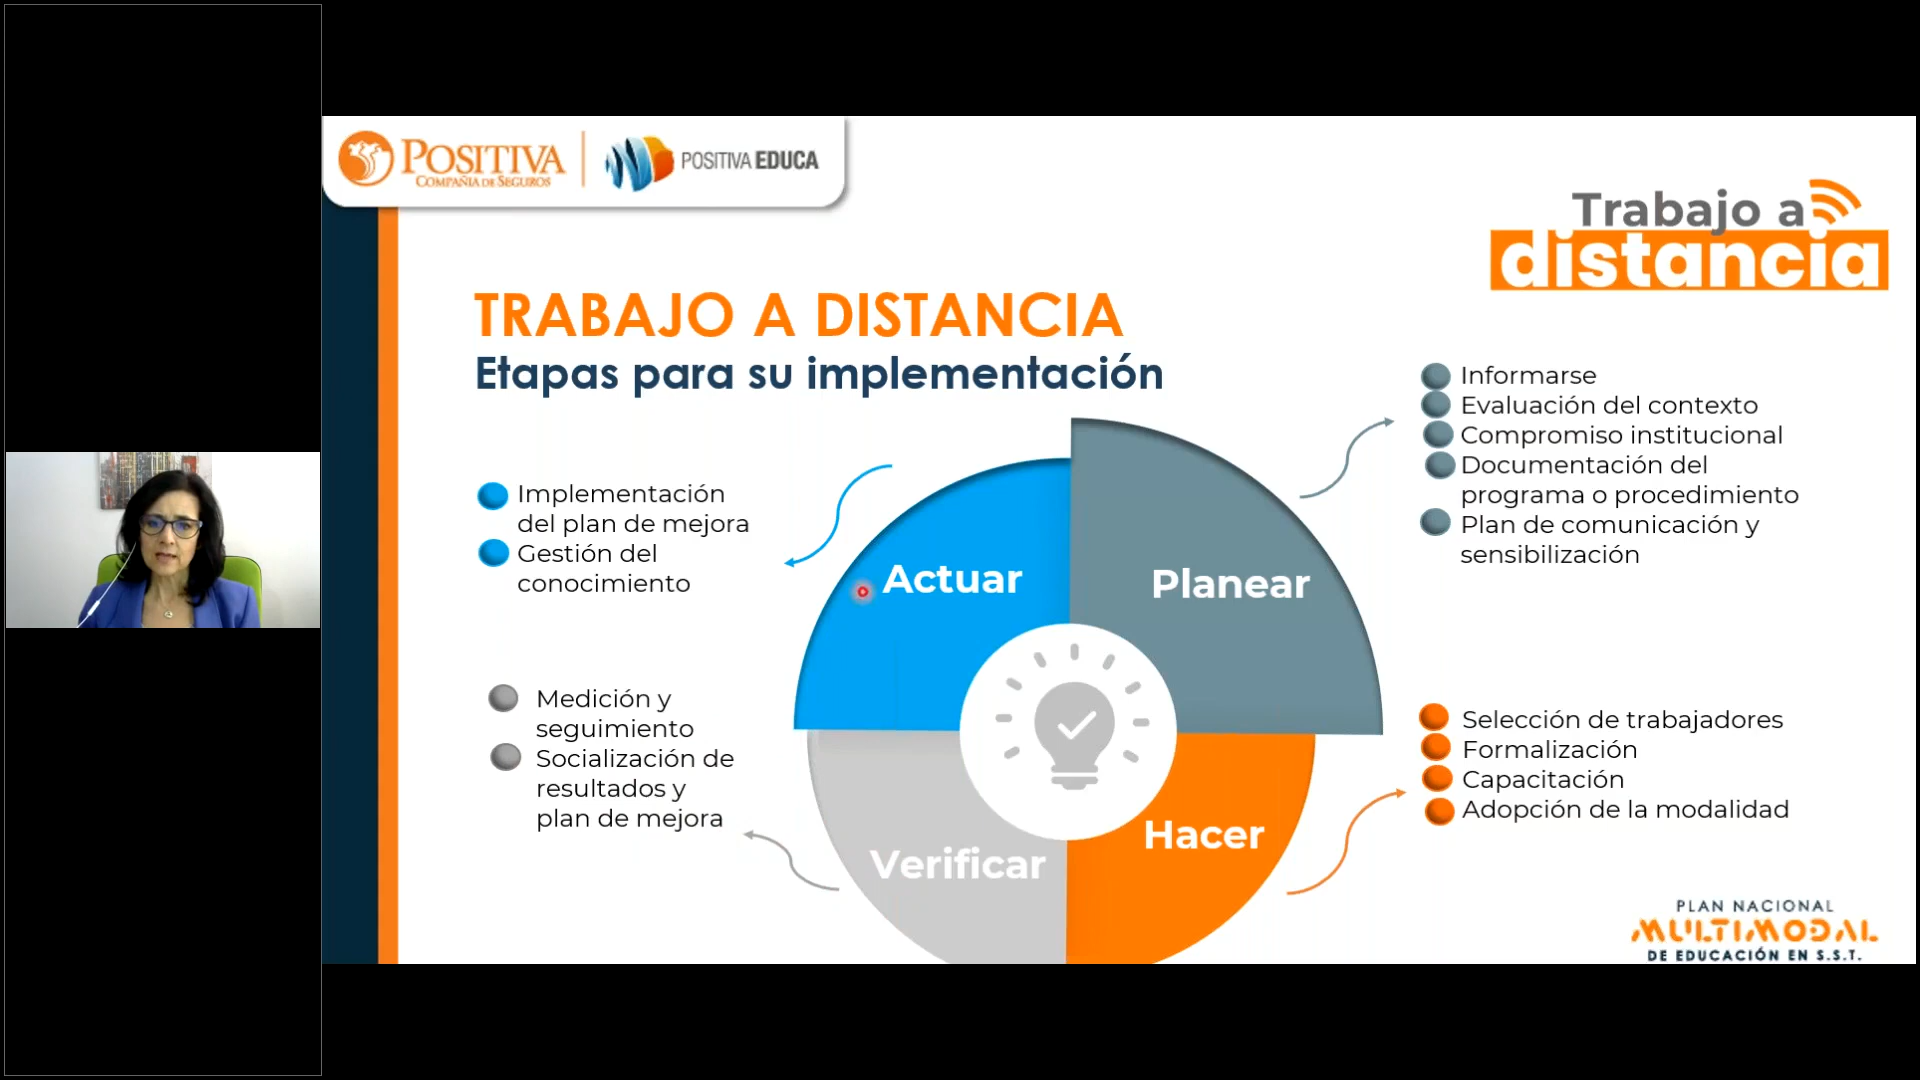 POSITIVA
COMPAÑÍA DE SEGUROS
POSITIVA EDUCA
Trabajo a
distancia
TRABAJO A DISTANCIA
Etapas para su implementación
Implementación
del plan de mejora
Gestión del
conocimiento
Medición y
seguimiento
Socialización de
resultados y
plan de mejora
Actuar
Planear
Verificar
Hacer
Informarse
Evaluación del contexto
Compromiso institucional
Documentación del
programa o procedimiento
Plan de comunicación y
sensibilización
Selección de trabajadores
Formalización
Capacitación
Adopción de la modalidad
PLAN NACIONAL
MULTIMODAL
DE EDUCACIÓN EN S.S.T.